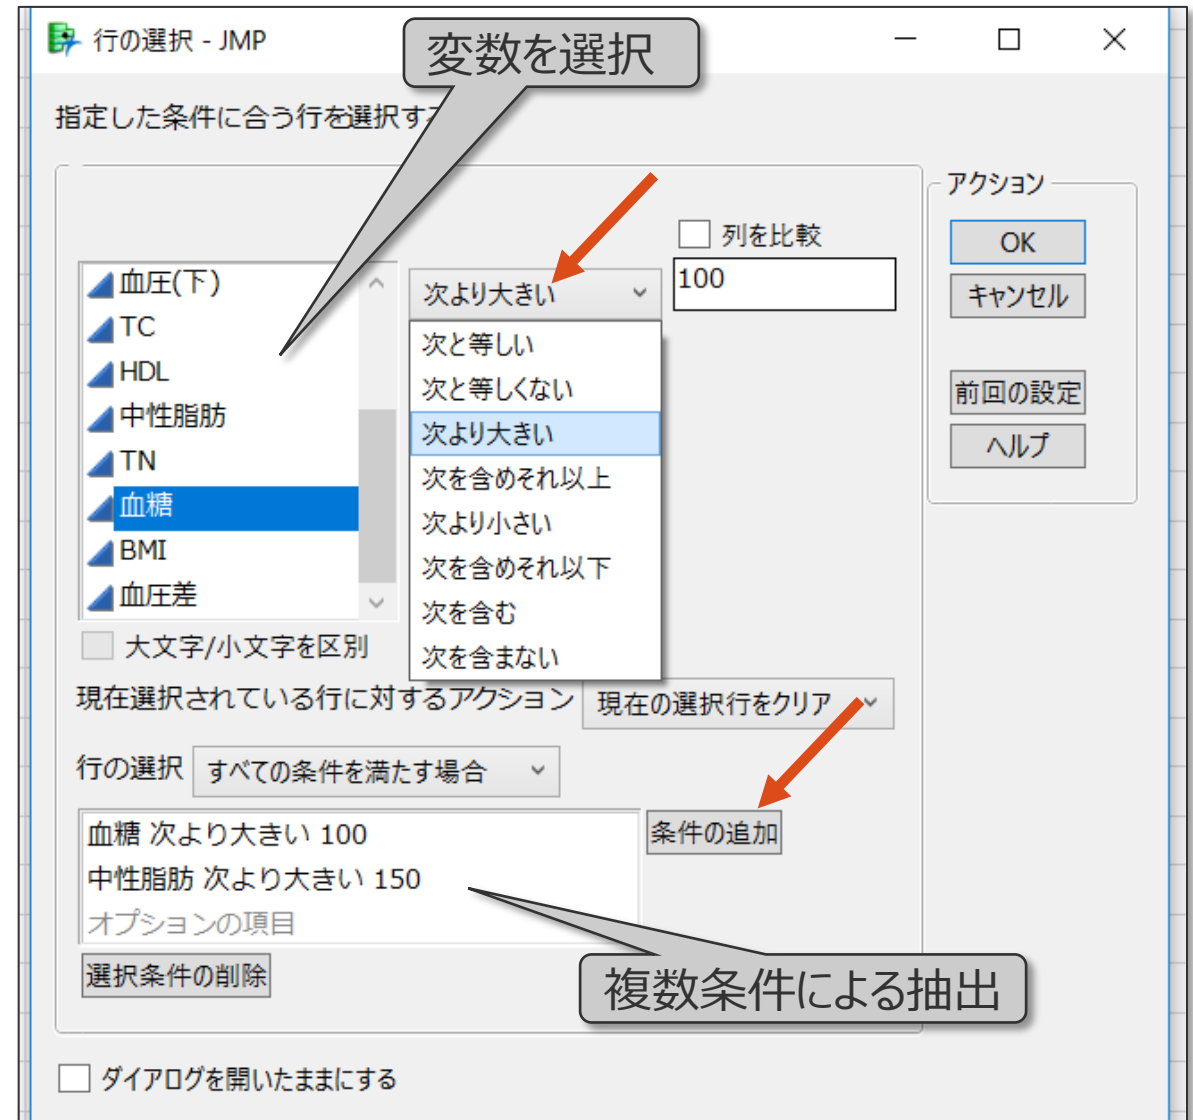 行の選択 - JMP
変数を選択
指定した条件に合う行を選択す
アクション
列を比較
OK
キャンセル
前回の設定
ヘルプ
血圧(下)
TC
HDL
中性脂肪
TN
血糖
BMI
血圧差
次より大きい
100
次と等しい
次と等しくない
次より大きい
次を含めそれ以上
次より小さい
次を含めそれ以下
次を含む
次を含まない
大文字/小文字を区別
現在選択されている行に対するアクション 現在の選択行をクリア
行の選択 すべての条件を満たす場合
血糖 次より大きい 100
中性脂肪 次より大きい 150
オプションの項目
条件の追加
選択条件の削除
複数条件による抽出
ダイアログを開いたままにする